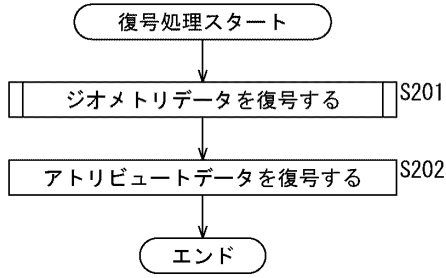 復号処理スタート
ジオメトリデータを復号する
S201
アトリビュートデータを復号する
S202
エンド